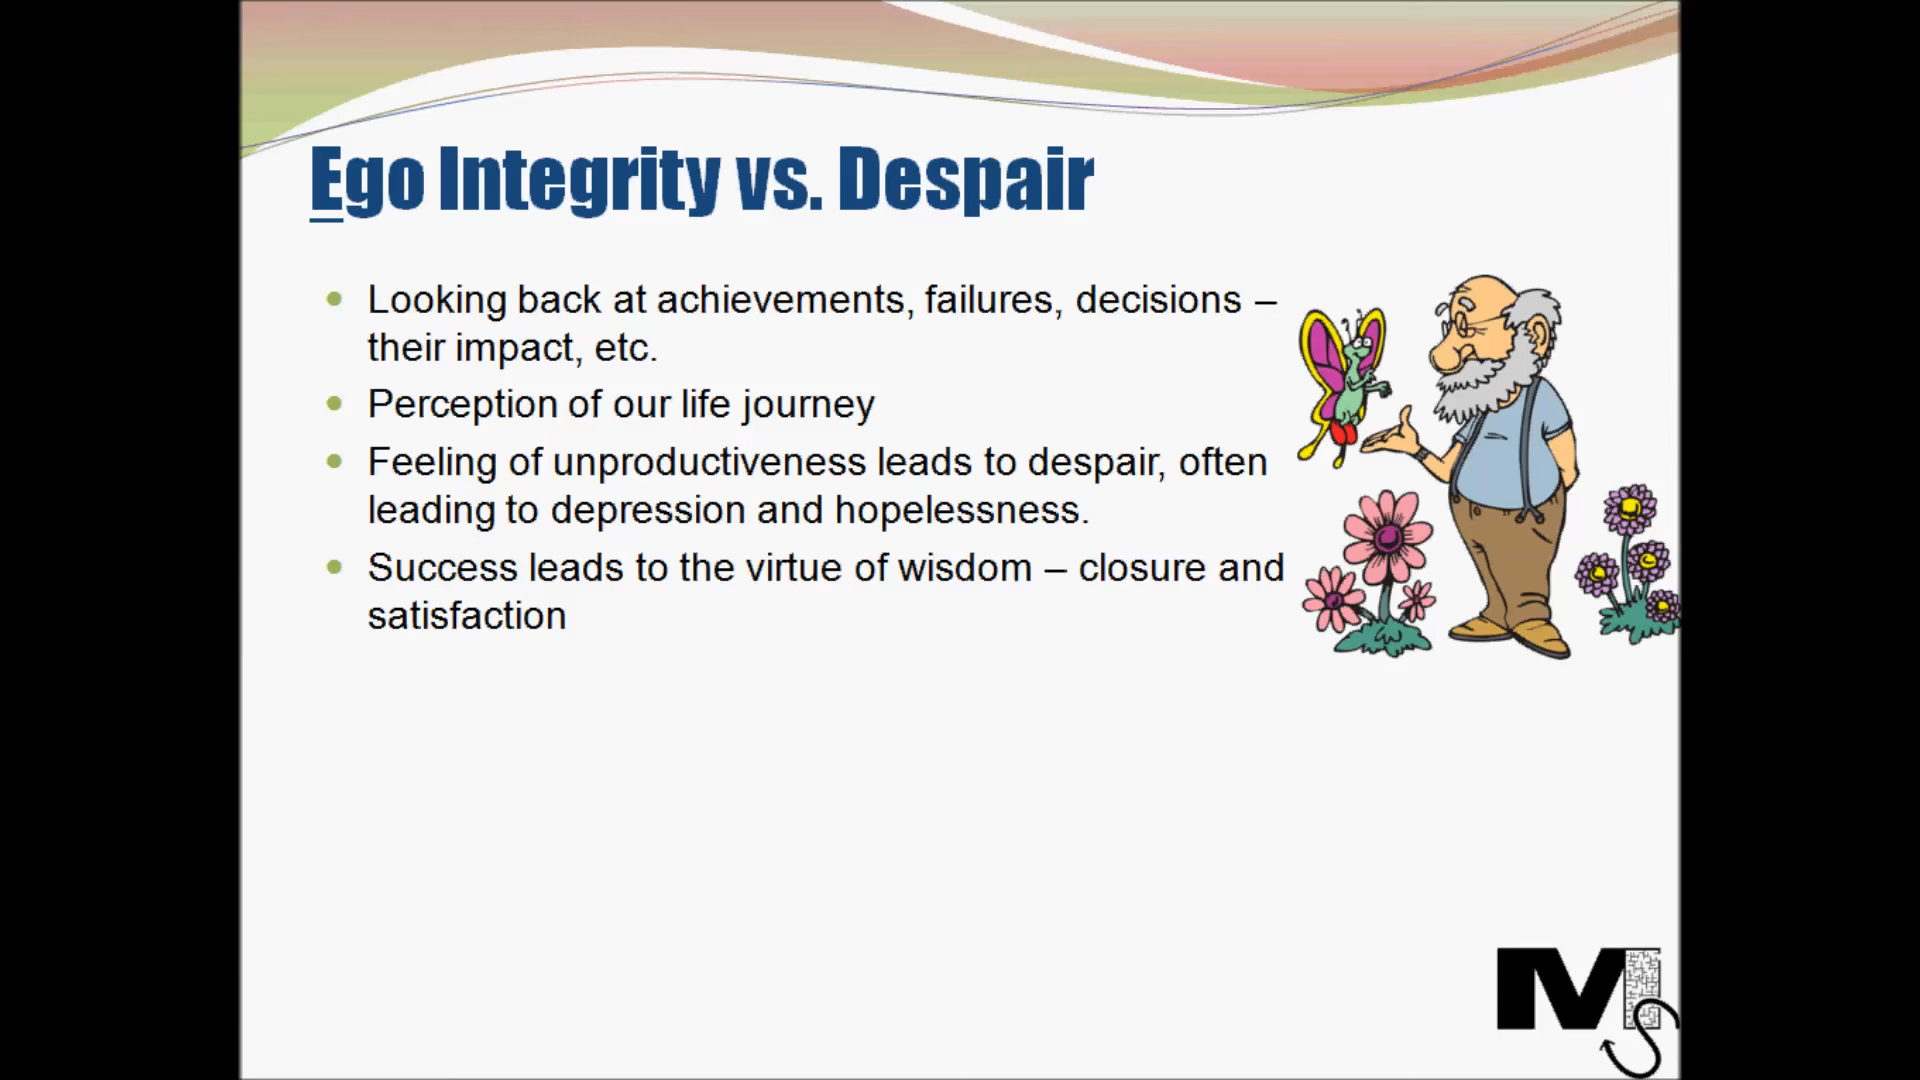 Ego Integrity vs. Despair
Looking back at achievements, failures, decisions –
their impact, etc.
Perception of our life journey
Feeling of unproductiveness leads to despair, often
leading to depression and hopelessness.
Success leads to the virtue of wisdom – closure and
satisfaction
MS